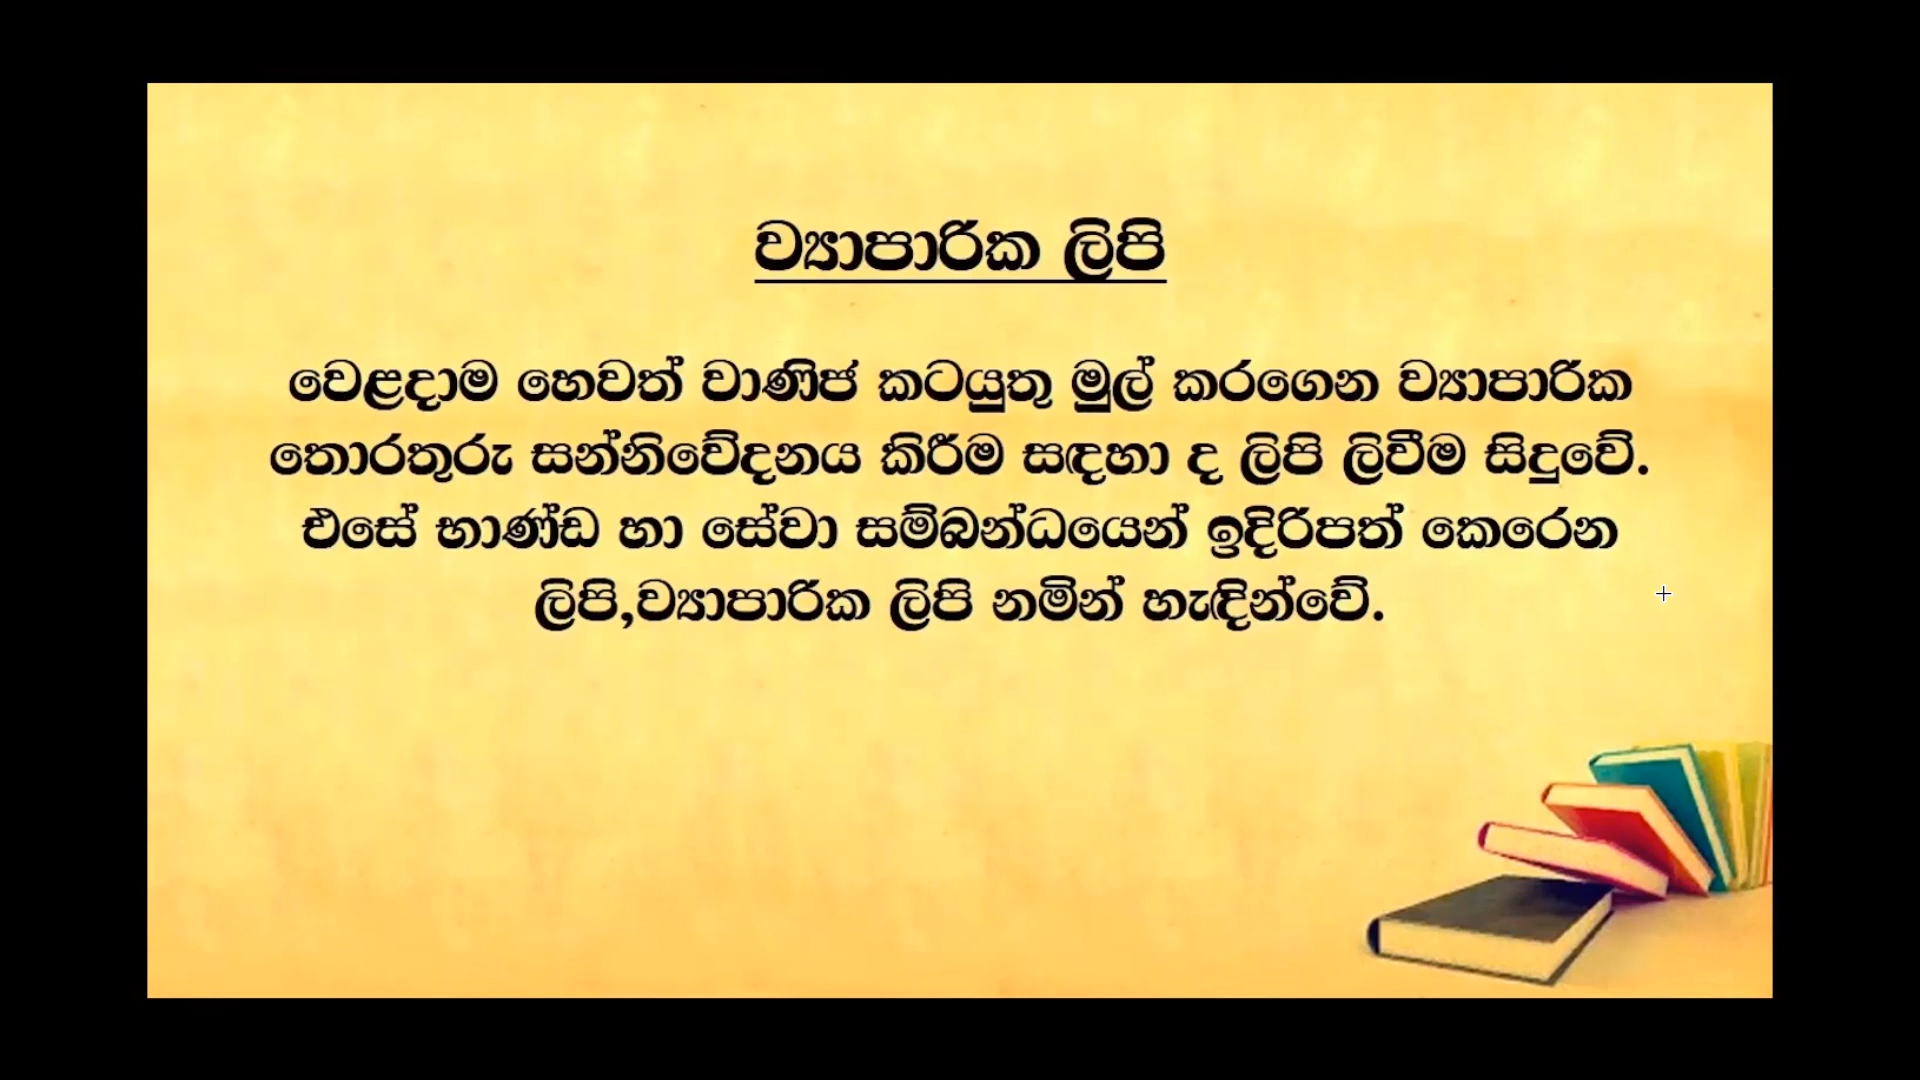 ව්‍යාපාරික ලිපි
වෙළදාම හෙවත් වාණිජ කටයුතු මුල් කරගෙන ව්‍යාපාරික
තොරතුරු සන්නිවේදනය කිරීම සඳහා ද ලිපි ලිවීම සිදුවේ.
එසේ භාණ්ඩ හා සේවා සම්බන්ධයෙන් ඉදිරිපත් කෙරෙන
ලිපි,ව්‍යාපාරික ලිපි නමින් හැඳින්වේ.